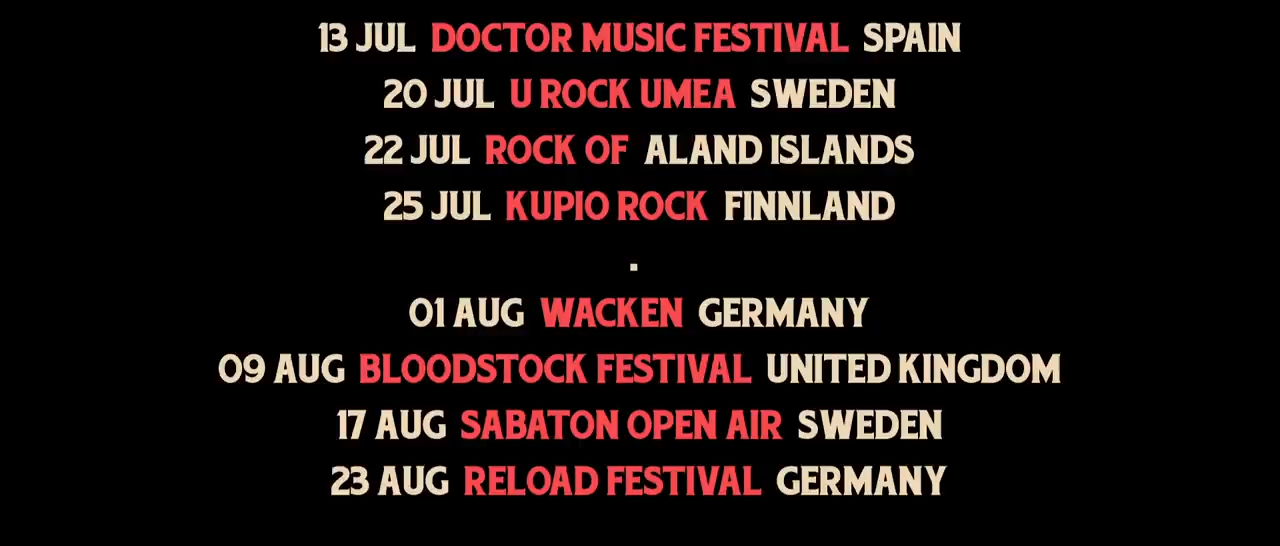 13 JUL DOCTOR MUSIC FESTIVAL SPAIN
20 JUL U ROCK UMEA SWEDEN
22 JUL ROCK OF ALAND ISLANDS
25 JUL KUPIO ROCK FINNLAND
.
01 AUG WACKEN GERMANY
09 AUG BLOODSTOCK FESTIVAL UNITED KINGDOM
17 AUG SABATON OPEN AIR SWEDEN
23 AUG RELOAD FESTIVAL GERMANY